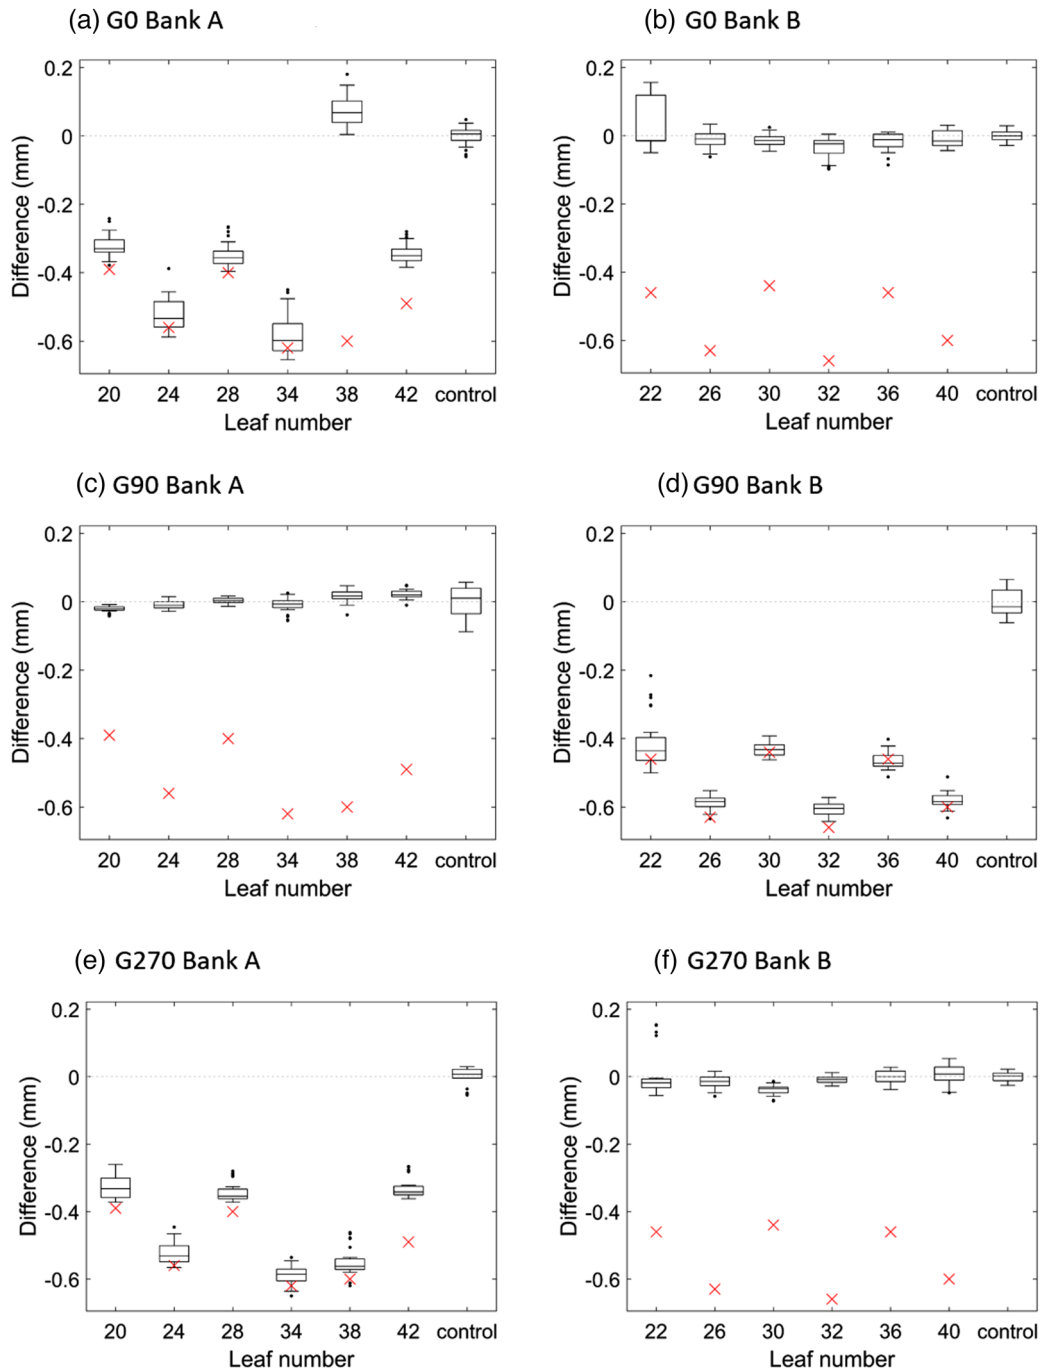 (a) G0 Bank A
(b) G0 Bank B
0.2
0
-0.2
-0.4
-0.6
Difference (mm)
20 24 28 34 38 42 control
Leaf number
0.2
0
-0.2
-0.4
-0.6
Difference (mm)
22 26 30 32 36 40 control
Leaf number
(c) G90 Bank A
(d) G90 Bank B
0.2
0
-0.2
-0.4
-0.6
Difference (mm)
20 24 28 34 38 42 control
Leaf number
0.2
0
-0.2
-0.4
-0.6
Difference (mm)
22 26 30 32 36 40 control
Leaf number
(e) G270 Bank A
(f) G270 Bank B
0.2
0
-0.2
-0.4
-0.6
Difference (mm)
20 24 28 34 38 42 control
Leaf number
0.2
0
-0.2
-0.4
-0.6
Difference (mm)
22 26 30 32 36 40 control
Leaf number